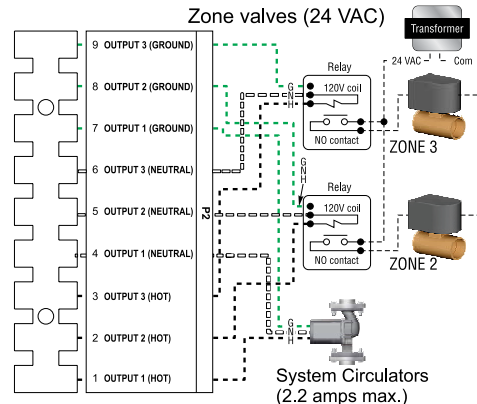 Zone valves (24 VAC)
Transformer
24 VAC
Com
9 OUTPUT 3 (GROUND)
8 OUTPUT 2 (GROUND)
7 OUTPUT 1 (GROUND)
6 OUTPUT 3 (NEUTRAL)
5 OUTPUT 2 (NEUTRAL)
4 OUTPUT 1 (NEUTRAL)
3 OUTPUT 3 (HOT)
2 OUTPUT 2 (HOT)
1 OUTPUT 1 (HOT)
P2
G
N
H
Relay
120V coil
NO contact
ZONE 3
G
N
H
Relay
120V coil
NO contact
ZONE 2
G
N
H
System Circulators
(2.2 amps max.)